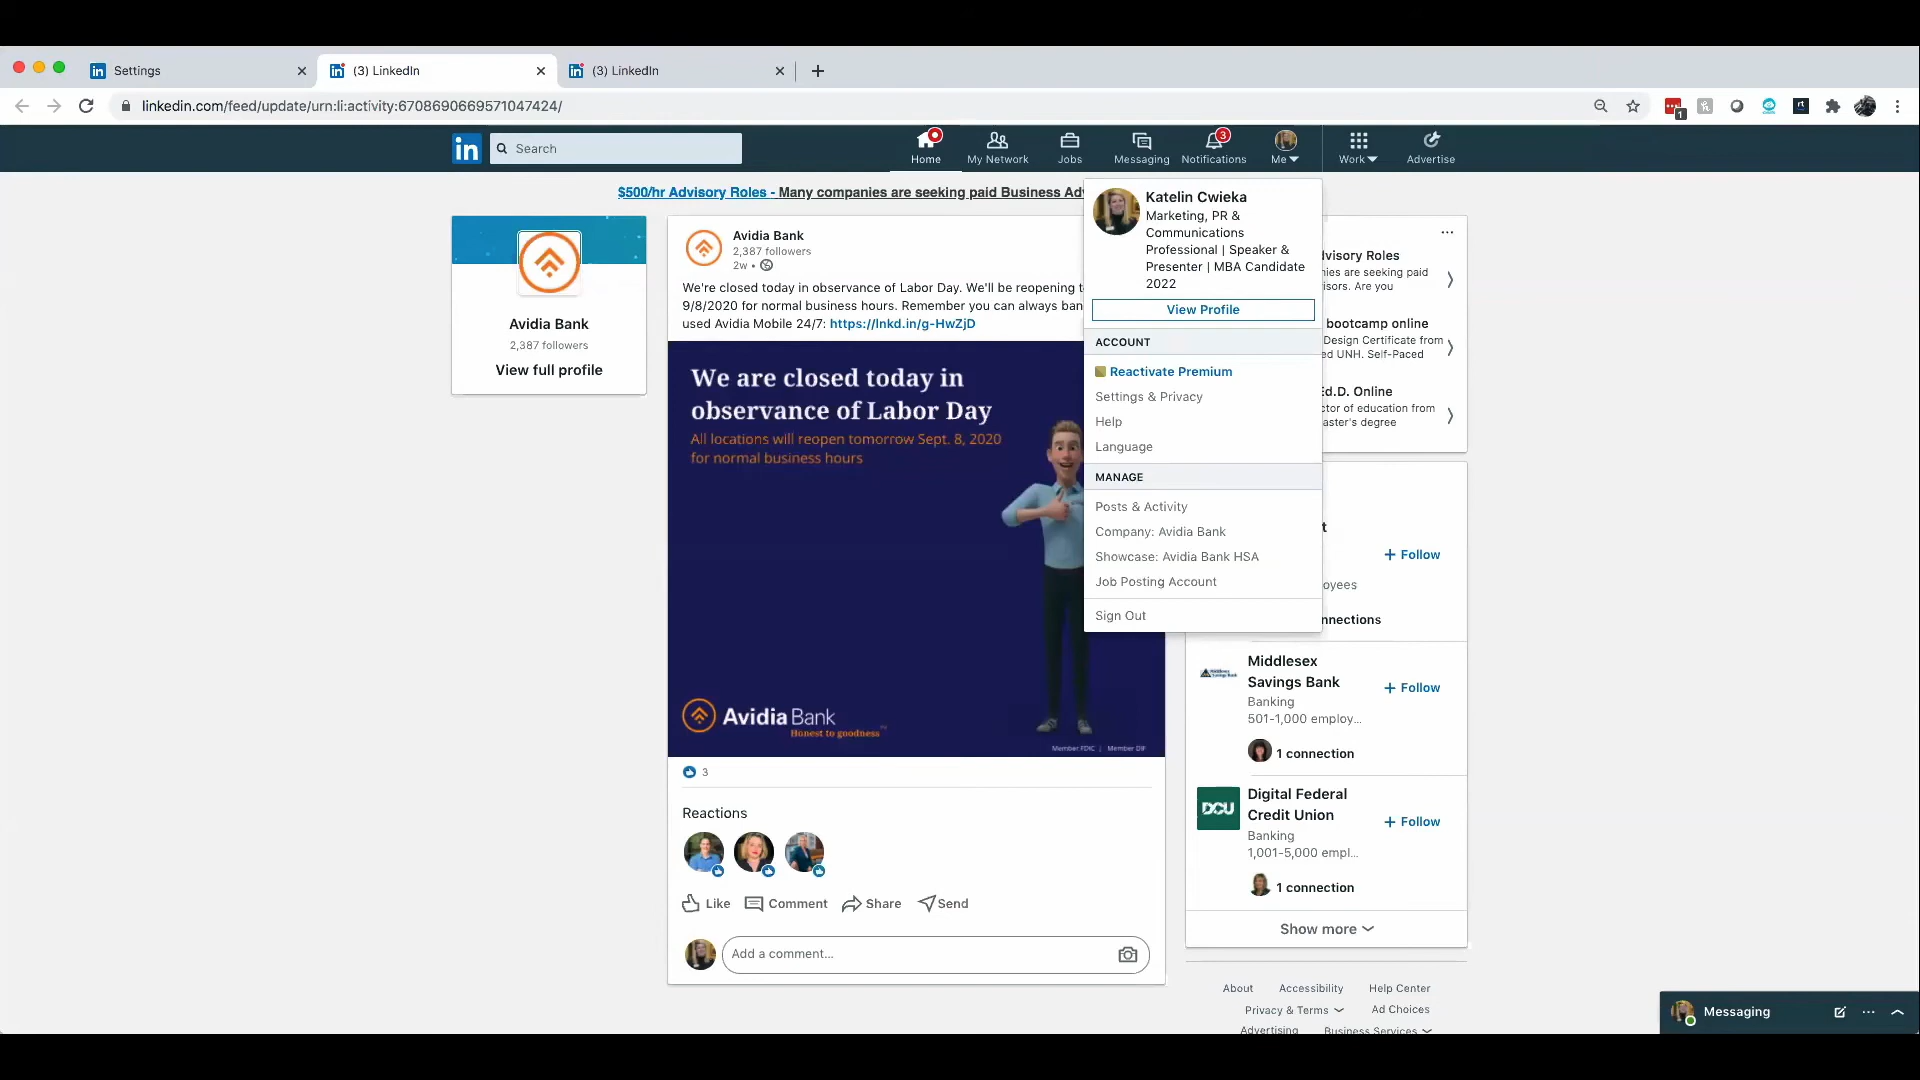 Settings
(3) LinkedIn
(3) LinkedIn
linkedin.com/feed/update/urn:li:activity:6708690669571047424/
1
in
Search
Home
My Network
Jobs
Messaging
3
Notifications
Me
Work
Advertise
$500/hr Advisory Roles - Many companies are seeking paid Business Adv
Avidia Bank
2,387 followers
View full profile
Avidia Bank
2,387 followers
2w •
We're closed today in observance of Labor Day. We'll be reopening t
9/8/2020 for normal business hours. Remember you can always ban
used Avidia Mobile 24/7: https://lnkd.in/g-HwZjD
We are closed today in
observance of Labor Day
All locations will reopen tomorrow Sept. 8, 2020
for normal business hours
Avidia Bank
Honest to goodness
Member FDIC | Member DIF
3
Reactions
Like
Comment
Share
Send
Add a comment...
Katelin Cwieka
Marketing, PR &
Communications
Professional | Speaker &
Presenter | MBA Candidate
2022
View Profile
ACCOUNT
Reactivate Premium
Settings & Privacy
Help
Language
MANAGE
Posts & Activity
Company: Avidia Bank
Showcase: Avidia Bank HSA
Job Posting Account
Sign Out
dvisory Roles
nies are seeking paid
isors. Are you
bootcamp online
Design Certificate from
ed UNH. Self-Paced
Ed.D. Online
ctor of education from
aster's degree
t
+ Follow
oyees
nnections
Middlesex
Savings Bank
+ Follow
Banking
501-1,000 employ...
1 connection
DCU
Digital Federal
Credit Union
+ Follow
Banking
1,001-5,000 empl...
1 connection
Show more
About
Accessibility
Help Center
Privacy & Terms
Ad Choices
Advertising
Business Services
Messaging